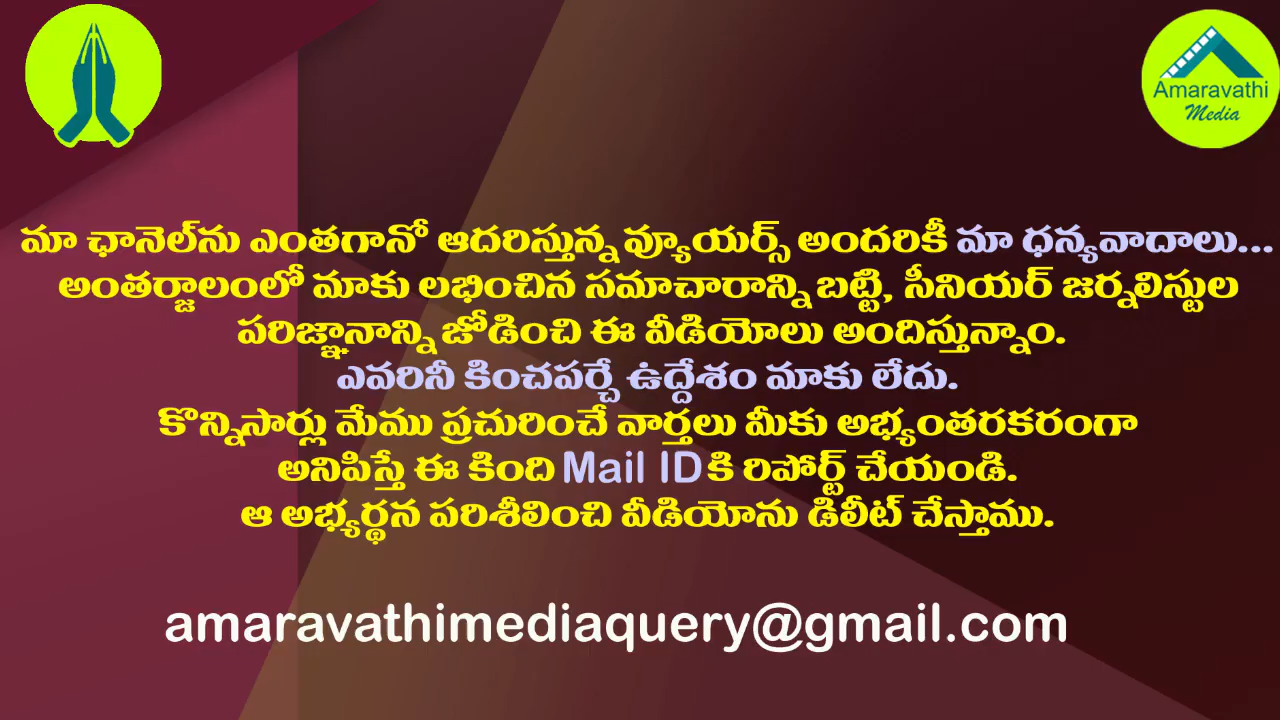 Amaravathi
Media
మా ఛానెల్‌ను ఎంతగానో ఆదరిస్తున్న వ్యూయర్స్ అందరికీ మా ధన్యవాదాలు...
అంతర్జాలంలో మాకు లభించిన సమాచారాన్ని బట్టి, సీనియర్ జర్నలిస్టుల
పరిజ్ఞానాన్ని జోడించి ఈ వీడియోలు అందిస్తున్నాం.
ఎవరినీ కించపర్చే ఉద్దేశం మాకు లేదు.
కొన్నిసార్లు మేము ప్రచురించే వార్తలు మీకు అభ్యంతరకరంగా
అనిపిస్తే ఈ కింది Mail IDకి రిపోర్ట్ చేయండి.
ఆ అభ్యర్థన పరిశీలించి వీడియోను డిలీట్ చేస్తాము.
amaravathimediaquery@gmail.com